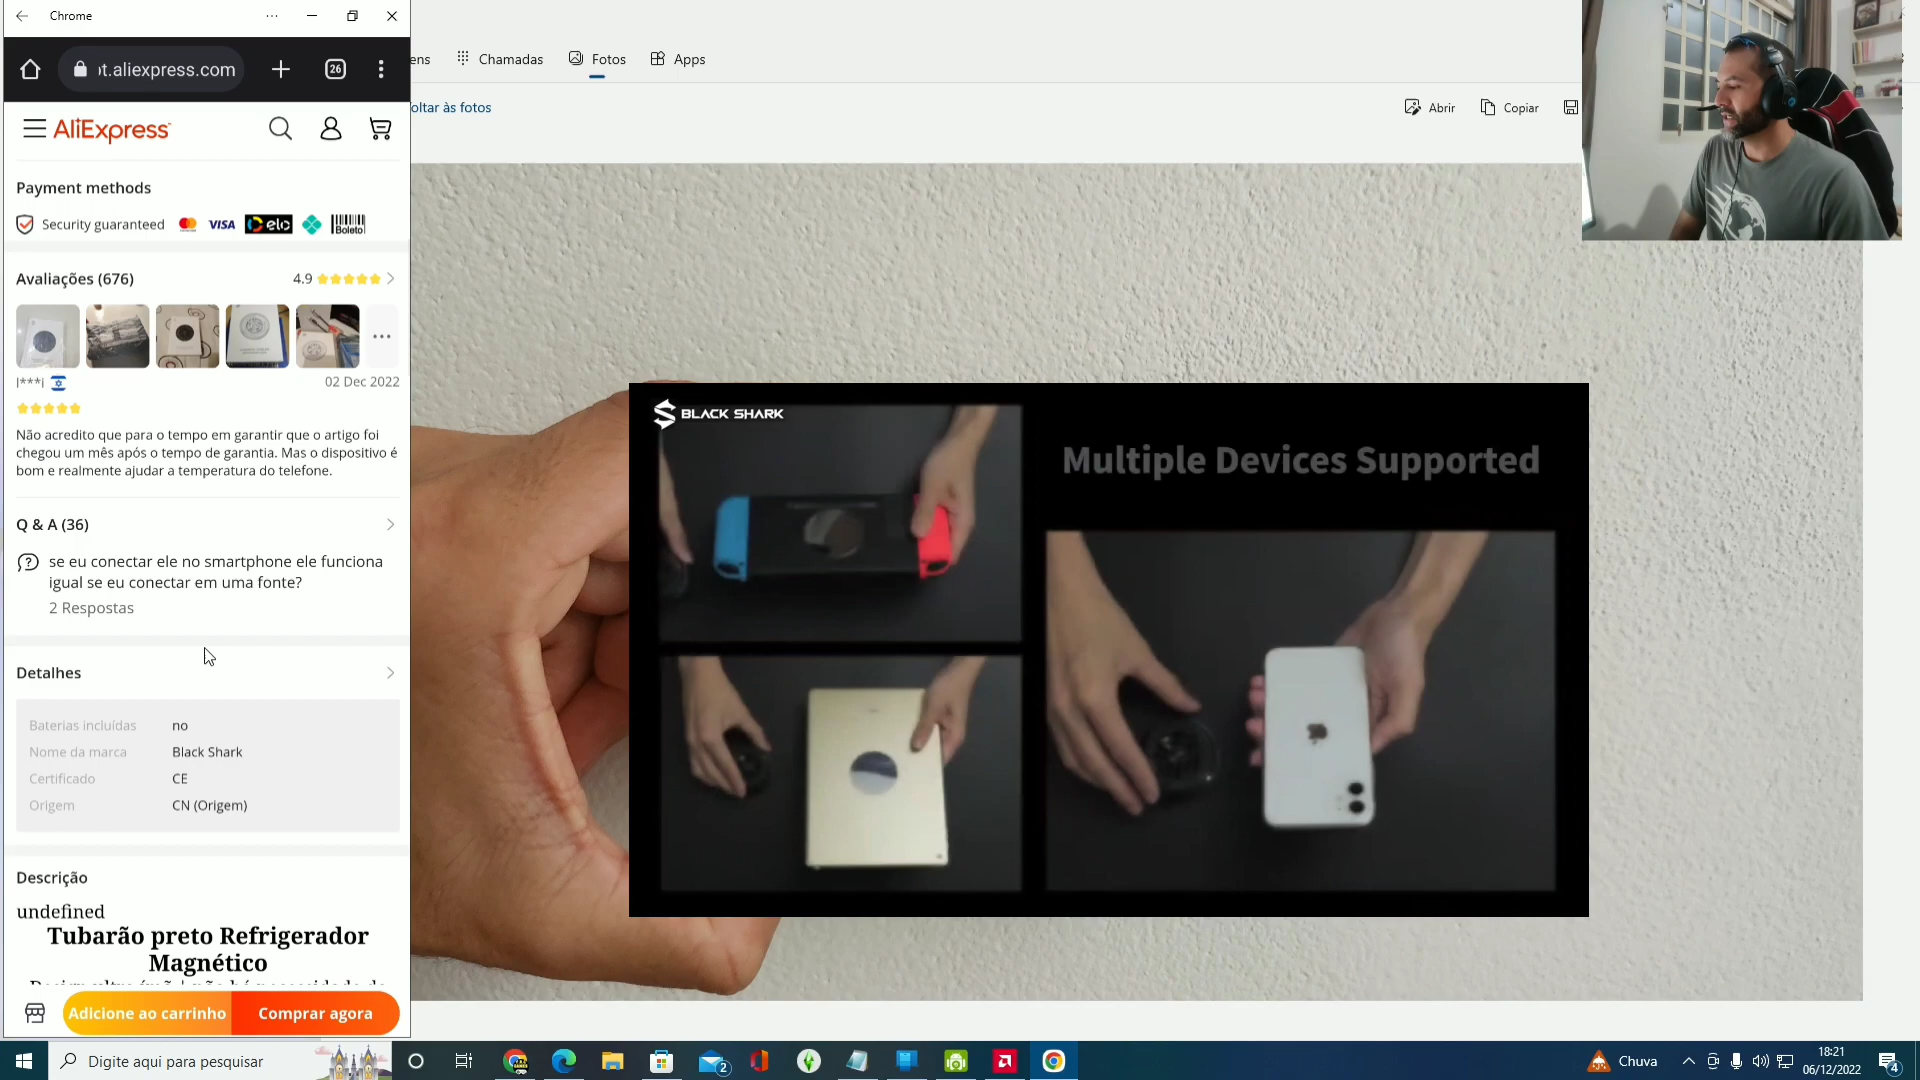 Chrome
pt.aliexpress.com
26
AliExpress
Payment methods
Security guaranteed
VISA
elo
Boleto
Avaliações (676)
4.9
l***i
02 Dec 2022
Não acredito que para o tempo em garantir que o artigo foi
chegou um mês após o tempo de garantia. Mas o dispositivo é
bom e realmente ajudar a temperatura do telefone.
Q & A (36)
se eu conectar ele no smartphone ele funciona
igual se eu conectar em uma fonte?
2 Respostas
Detalhes
Baterias incluídas no
Nome da marca Black Shark
Certificado CE
Origem CN (Origem)
Descrição
undefined
Tubarão preto Refrigerador
Magnético
Adicione ao carrinho
Comprar agora
ens
Chamadas
Fotos
Apps
oltar às fotos
Abrir
Copiar
BLACK SHARK
Multiple Devices Supported
Digite aqui para pesquisar
2
Chuva
18:21
06/12/2022
4